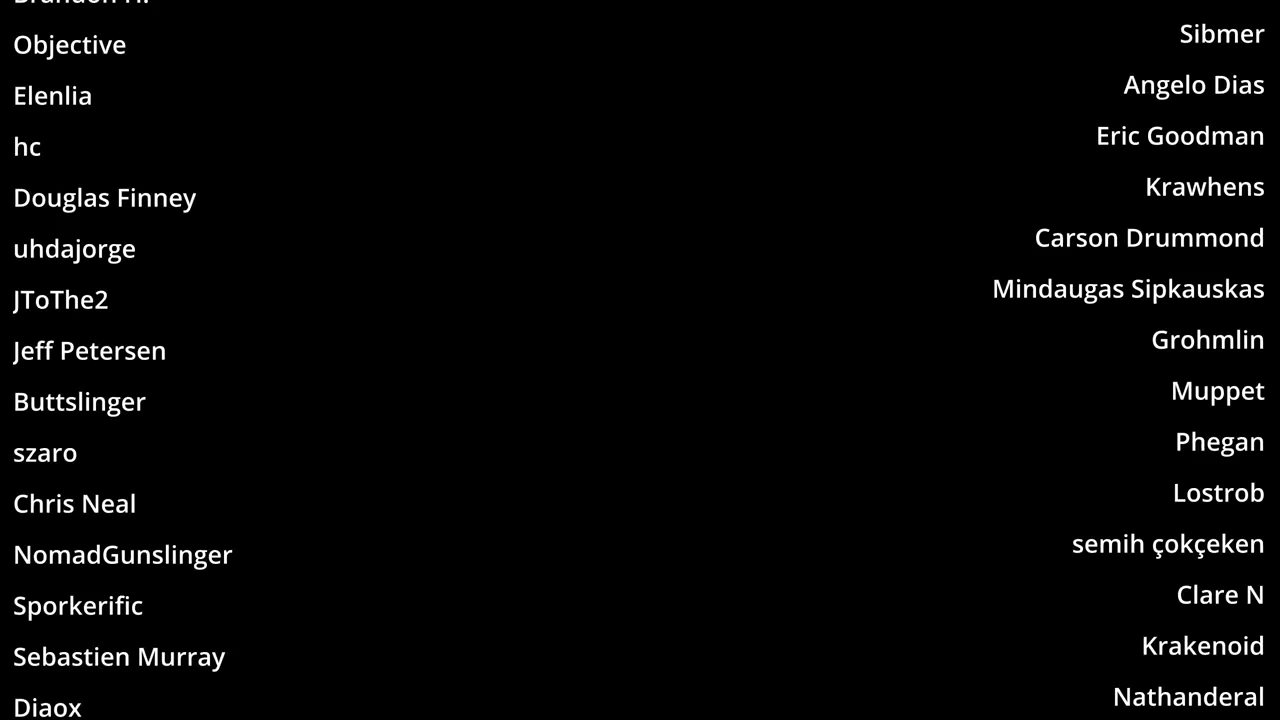 Brandon H.
Objective
Elenlia
hc
Douglas Finney
uhdajorge
JToThe2
Jeff Petersen
Buttslinger
szaro
Chris Neal
NomadGunslinger
Sporkerific
Sebastien Murray
Diaox
Sibmer
Angelo Dias
Eric Goodman
Krawhens
Carson Drummond
Mindaugas Sipkauskas
Grohmlin
Muppet
Phegan
Lostrob
semih çokçeken
Clare N
Krakenoid
Nathanderal